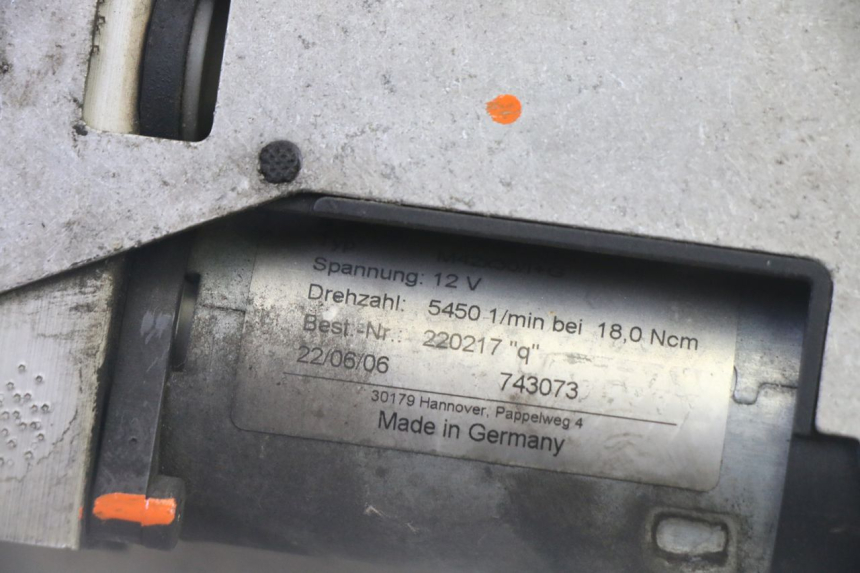 Spannung: 12 V
Drehzahl: 5450 1/min bei 18,0 Ncm
Best.-Nr.: 220217 "q"
22/06/06 743073
30179 Hannover, Pappelweg 4
Made in Germany